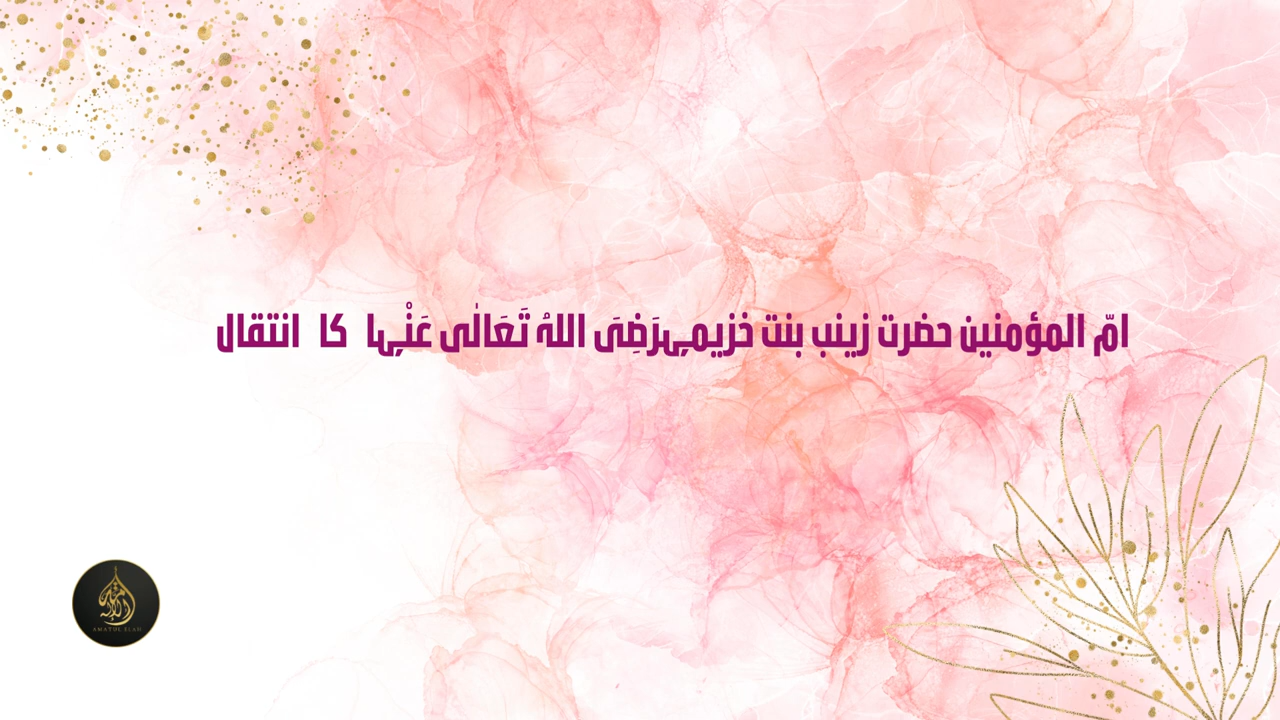 امّ المؤمنین حضرت زینب بنت خزیمہرَضِیَ اللہُ تَعَالٰی عَنْہا کا انتقال